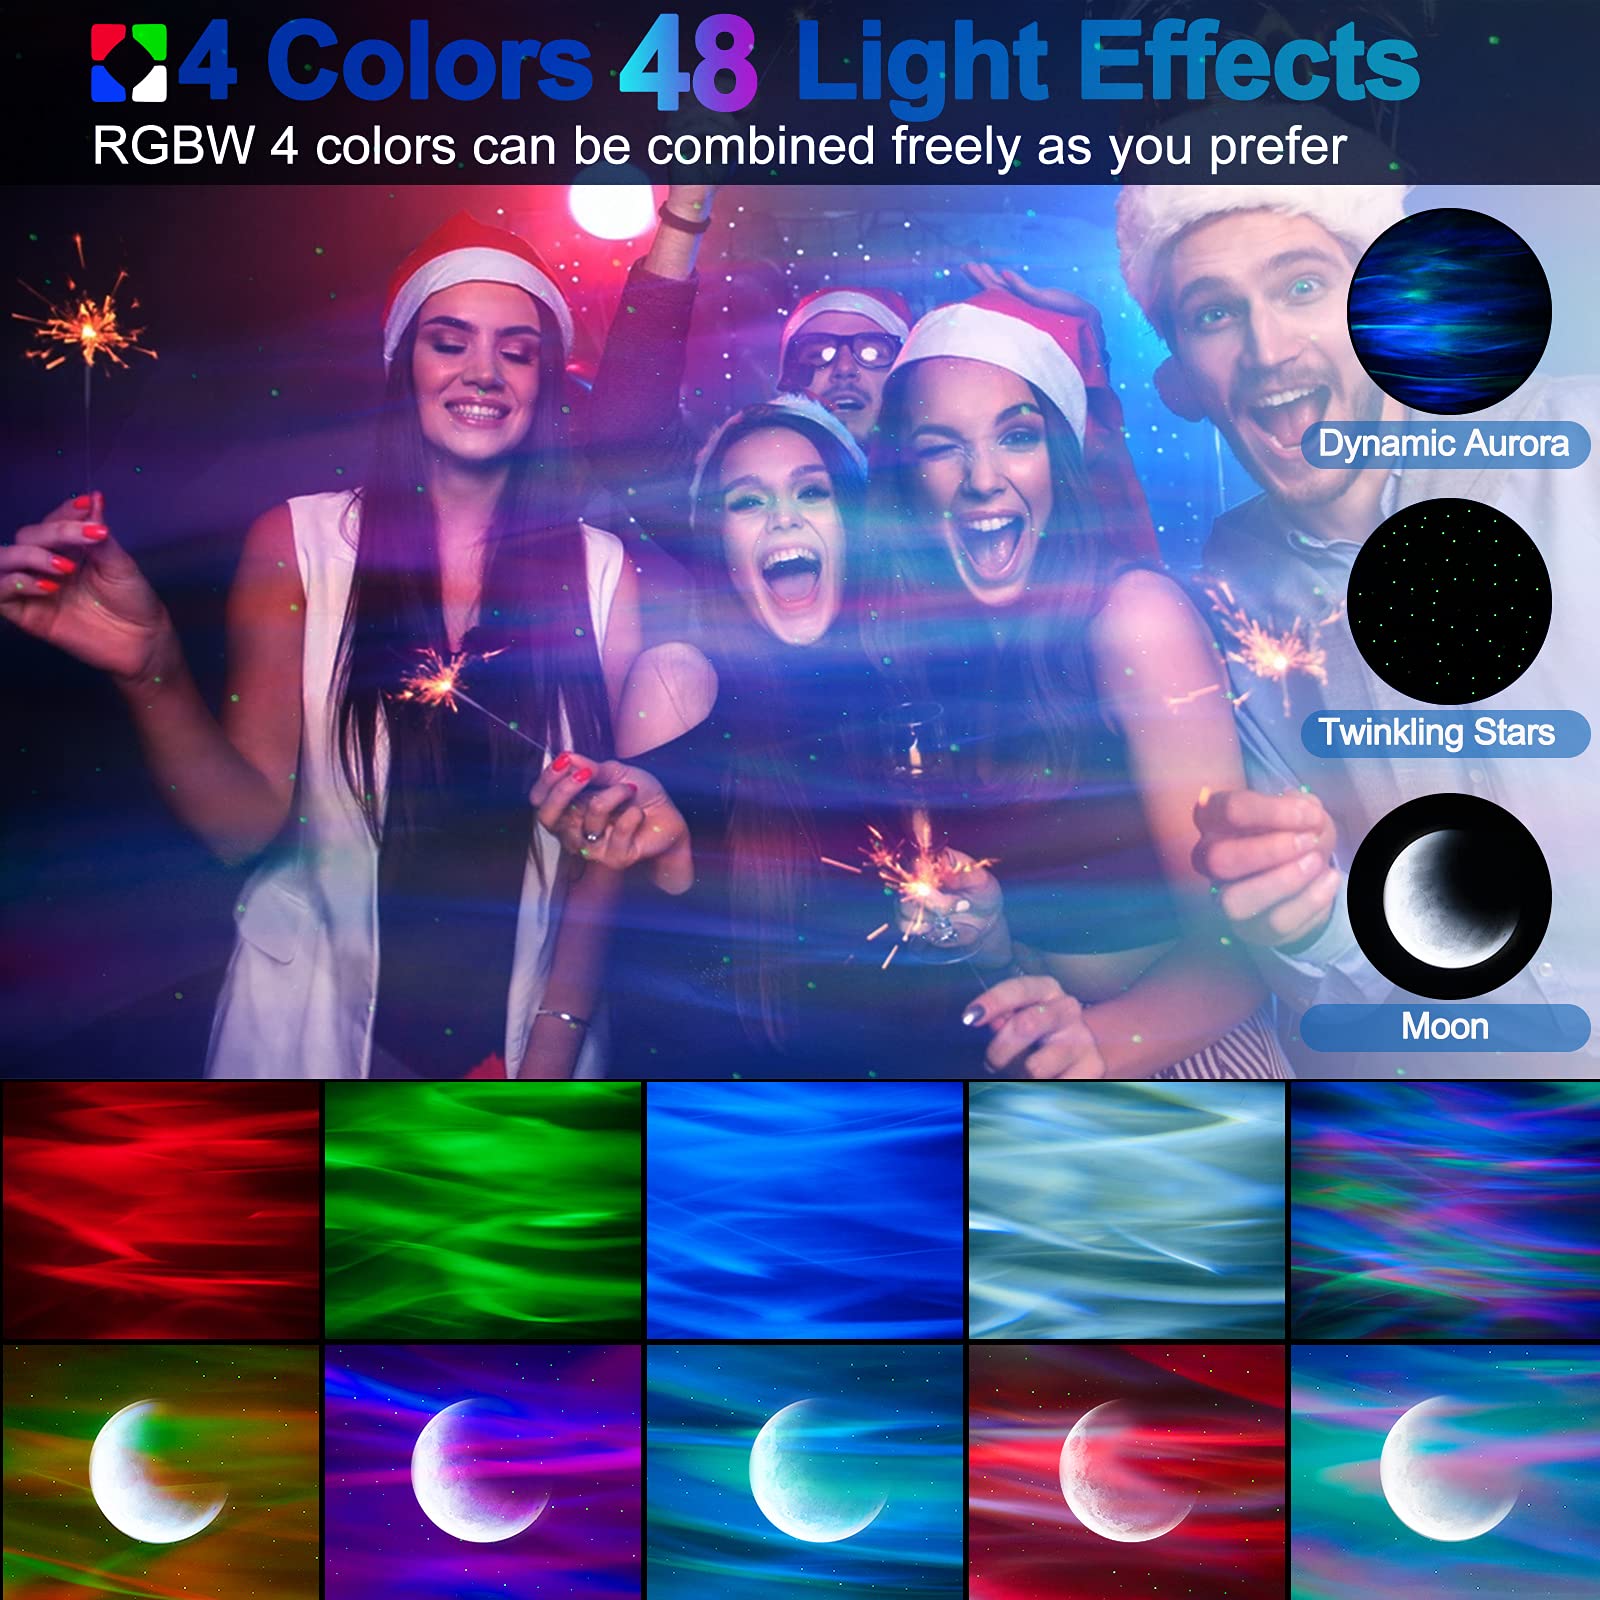 4 Colors 48 Light Effects
RGBW 4 colors can be combined freely as you prefer
Dynamic Aurora
Twinkling Stars
Moon